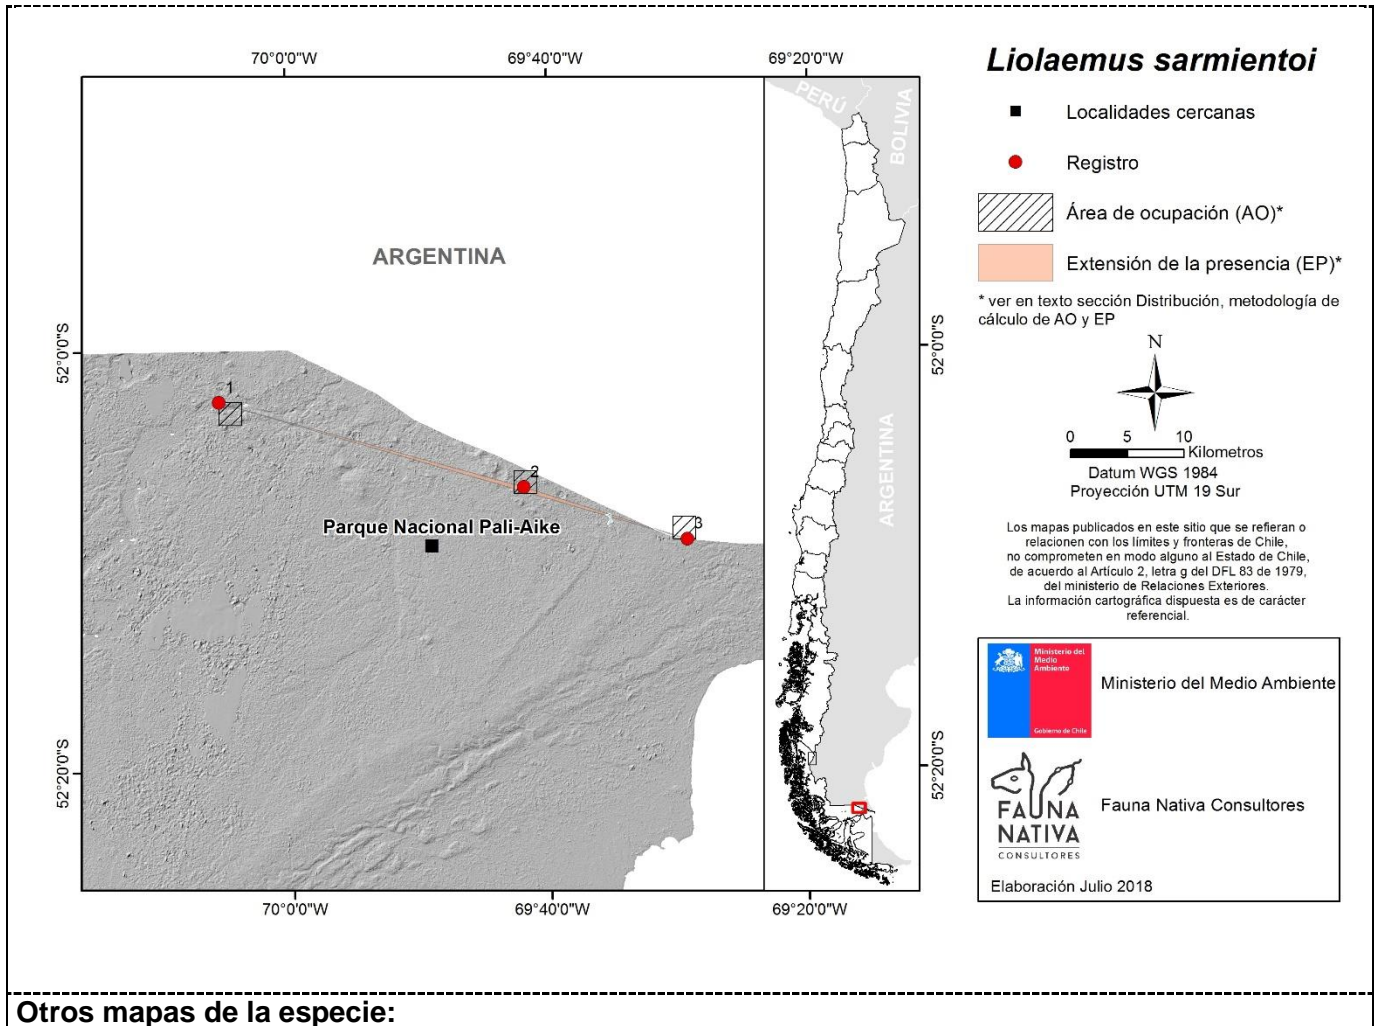 70°0'0"W
69°40'0"W
69°20'0"W
Liolaemus sarmientoi
PERÚ
BOLIVIA
Localidades cercanas
Registro
Área de ocupación (AO)*
Extensión de la presencia (EP)*
* ver en texto sección Distribución, metodología de
cálculo de AO y EP
ARGENTINA
52°0'0"S
52°0'0"S
N
0 5 10
Kilometros
Datum WGS 1984
Proyección UTM 19 Sur
1
2
3
Parque Nacional Pali-Aike
ARGENTINA
Los mapas publicados en este sitio que se refieran o
relacionen con los límites y fronteras de Chile,
no comprometen en modo alguno al Estado de Chile,
de acuerdo al Artículo 2, letra g del DFL 83 de 1979,
del ministerio de Relaciones Exteriores.
La información cartográfica dispuesta es de carácter
referencial.
52°20'0"S
52°20'0"S
Ministerio del
Medio
Ambiente
Gobierno de Chile
Ministerio del Medio Ambiente
FAUNA
NATIVA
CONSULTORES
Fauna Nativa Consultores
Elaboración Julio 2018
70°0'0"W
69°40'0"W
69°20'0"W
Otros mapas de la especie: